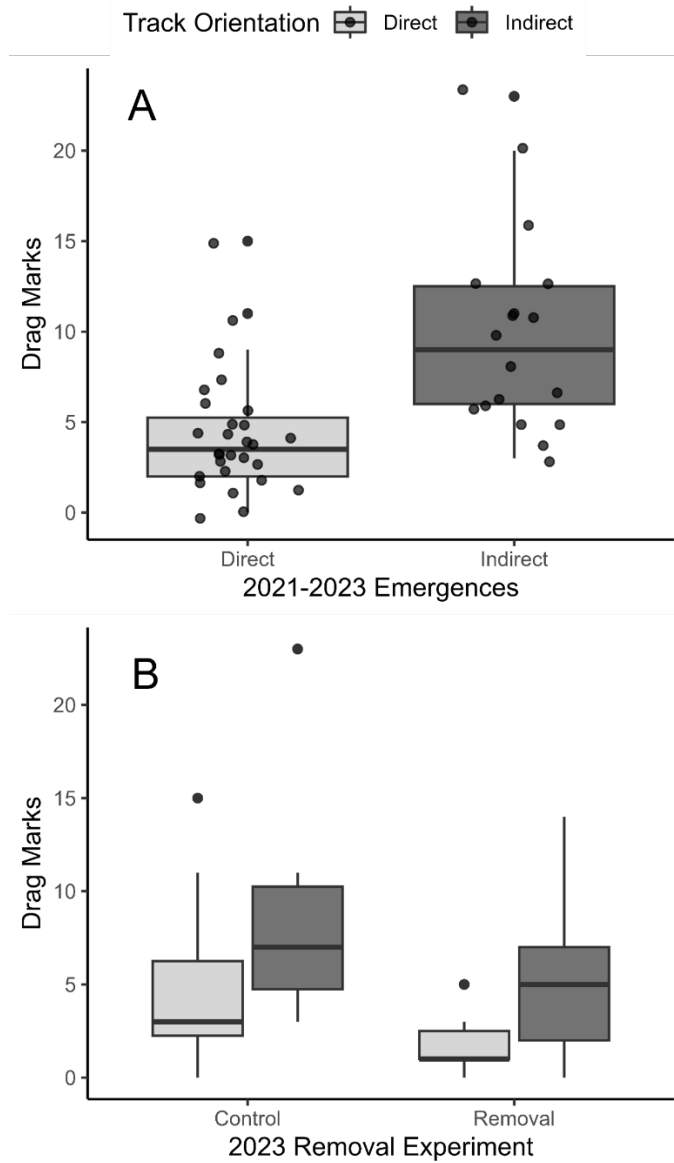 Track Orientation Direct Indirect
A
20
15
10
5
0
Drag Marks
Direct Indirect
2021-2023 Emergences
B
20
15
10
5
0
Drag Marks
Control Removal
2023 Removal Experiment